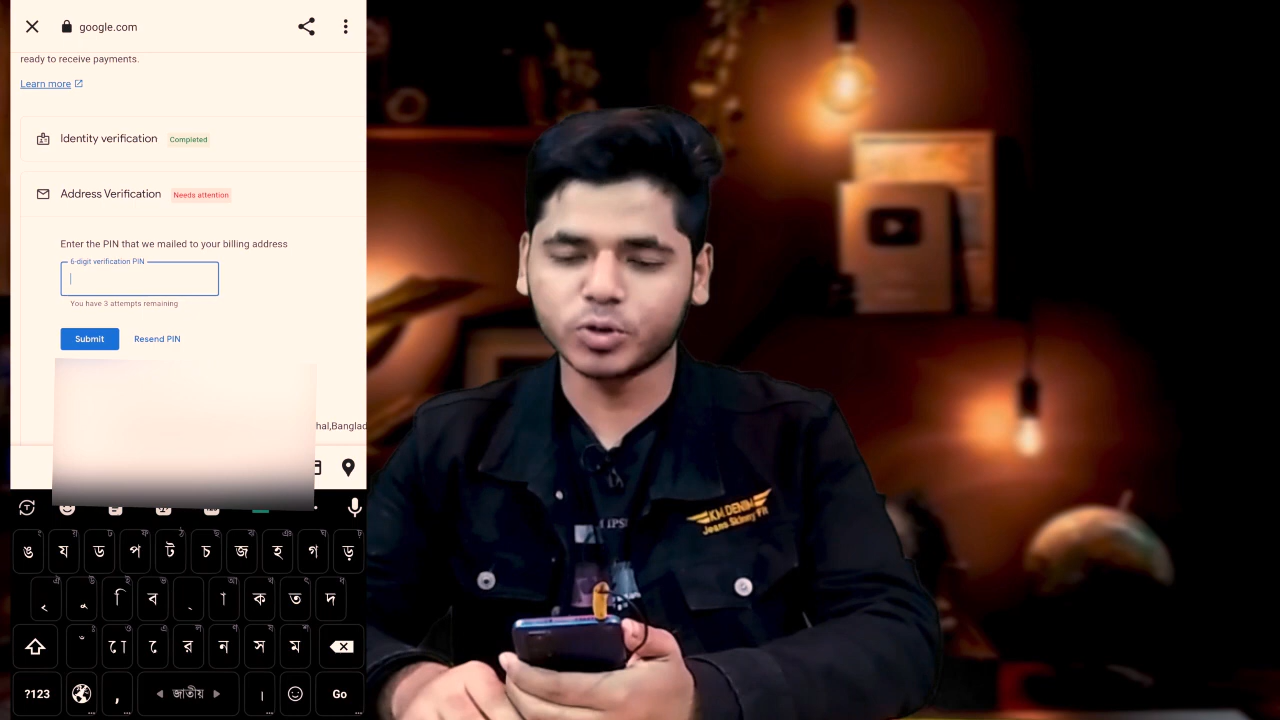 google.com
ready to receive payments.
Learn more
Identity verification Completed
Address Verification Needs attention
Enter the PIN that we mailed to your billing address
6-digit verification PIN
You have 3 attempts remaining
Submit Resend PIN
hal,Banglad
ঙ য ড প ট চ জ হ গ ড়
ৃ ু ি ব ্ া ক ত দ
ঁ ো ে র ন স ম
?123 , জাতীয় । Go
KM DENIM
Jeans Skinny Fit